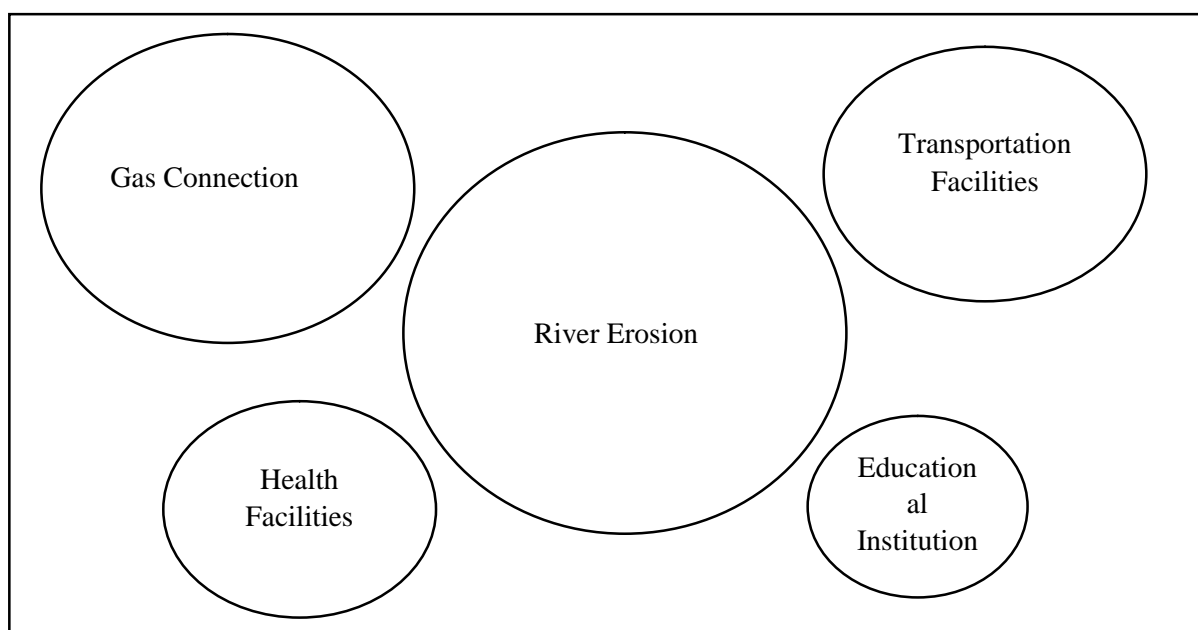 Gas Connection
Transportation
Facilities
River Erosion
Health
Facilities
Education
al
Institution